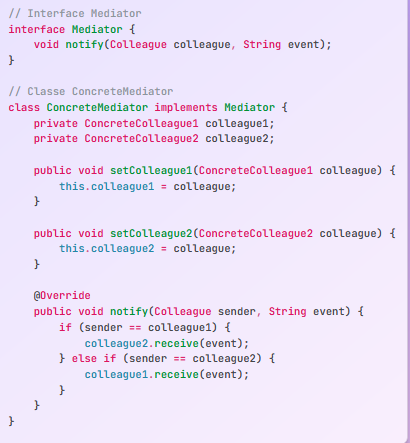 // Interface Mediator
interface Mediator {
    void notify(Colleague colleague, String event);
}

// Classe ConcreteMediator
class ConcreteMediator implements Mediator {
    private ConcreteColleague1 colleague1;
    private ConcreteColleague2 colleague2;

    public void setColleague1(ConcreteColleague1 colleague) {
        this.colleague1 = colleague;
    }

    public void setColleague2(ConcreteColleague2 colleague) {
        this.colleague2 = colleague;
    }

    @Override
    public void notify(Colleague sender, String event) {
        if (sender == colleague1) {
            colleague2.receive(event);
        } else if (sender == colleague2) {
            colleague1.receive(event);
        }
    }
}